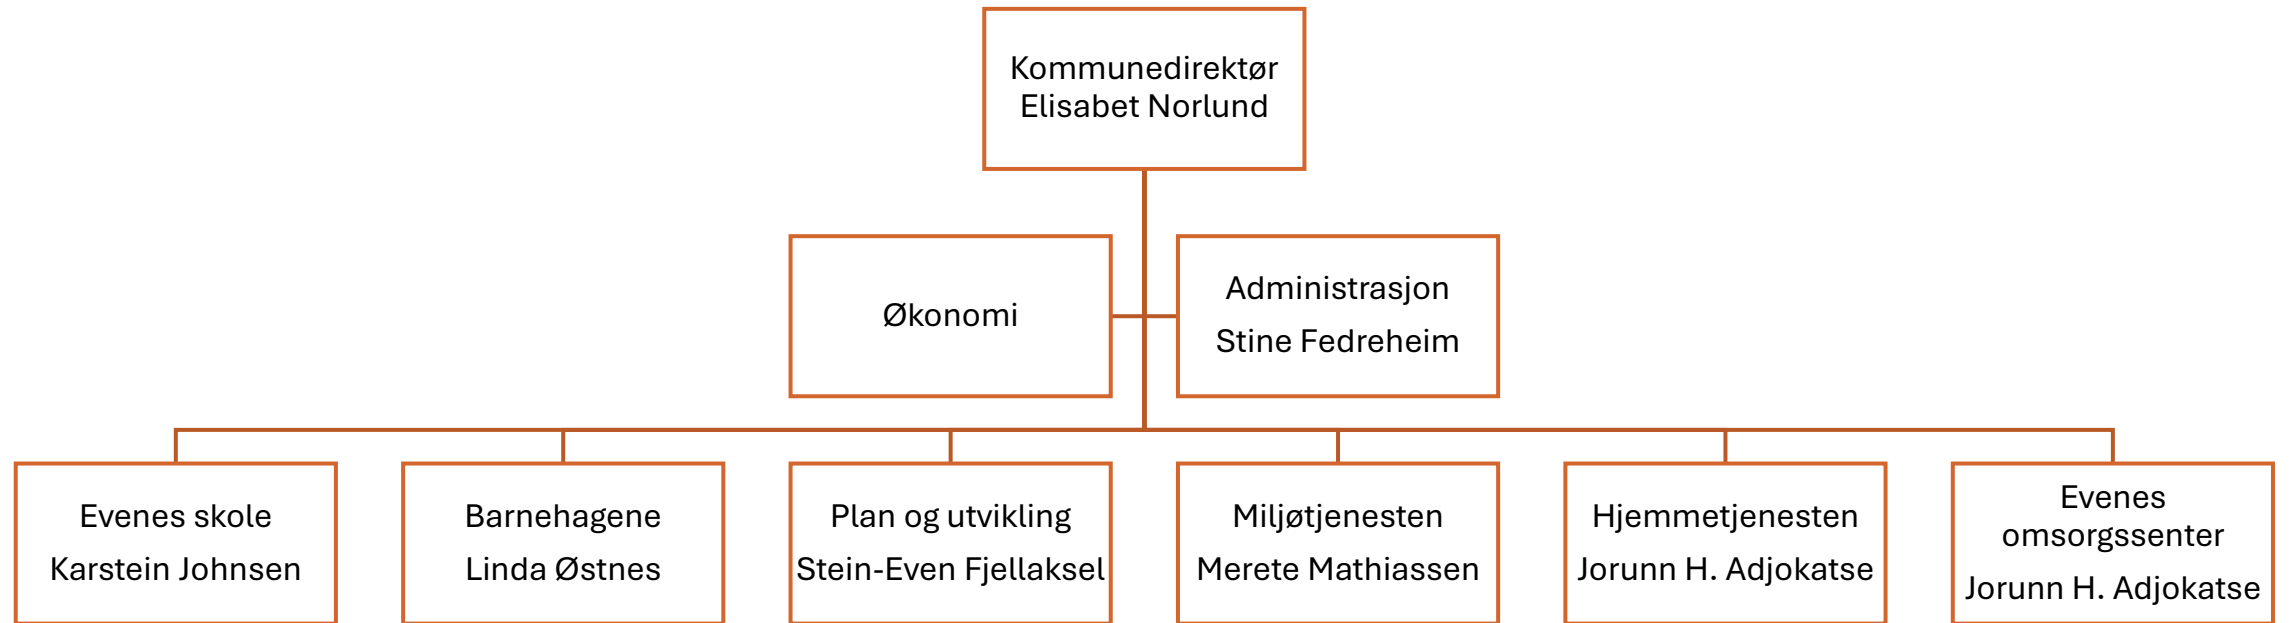 Kommunedirektør
Elisabet Norlund
Økonomi
Administrasjon
Stine Fedreheim
Evenes skole
Karstein Johnsen
Barnehagene
Linda Østnes
Plan og utvikling
Stein-Even Fjellaksel
Miljøtjenesten
Merete Mathiassen
Hjemmetjenesten
Jorunn H. Adjokatse
Evenes
omsorgssenter
Jorunn H. Adjokatse